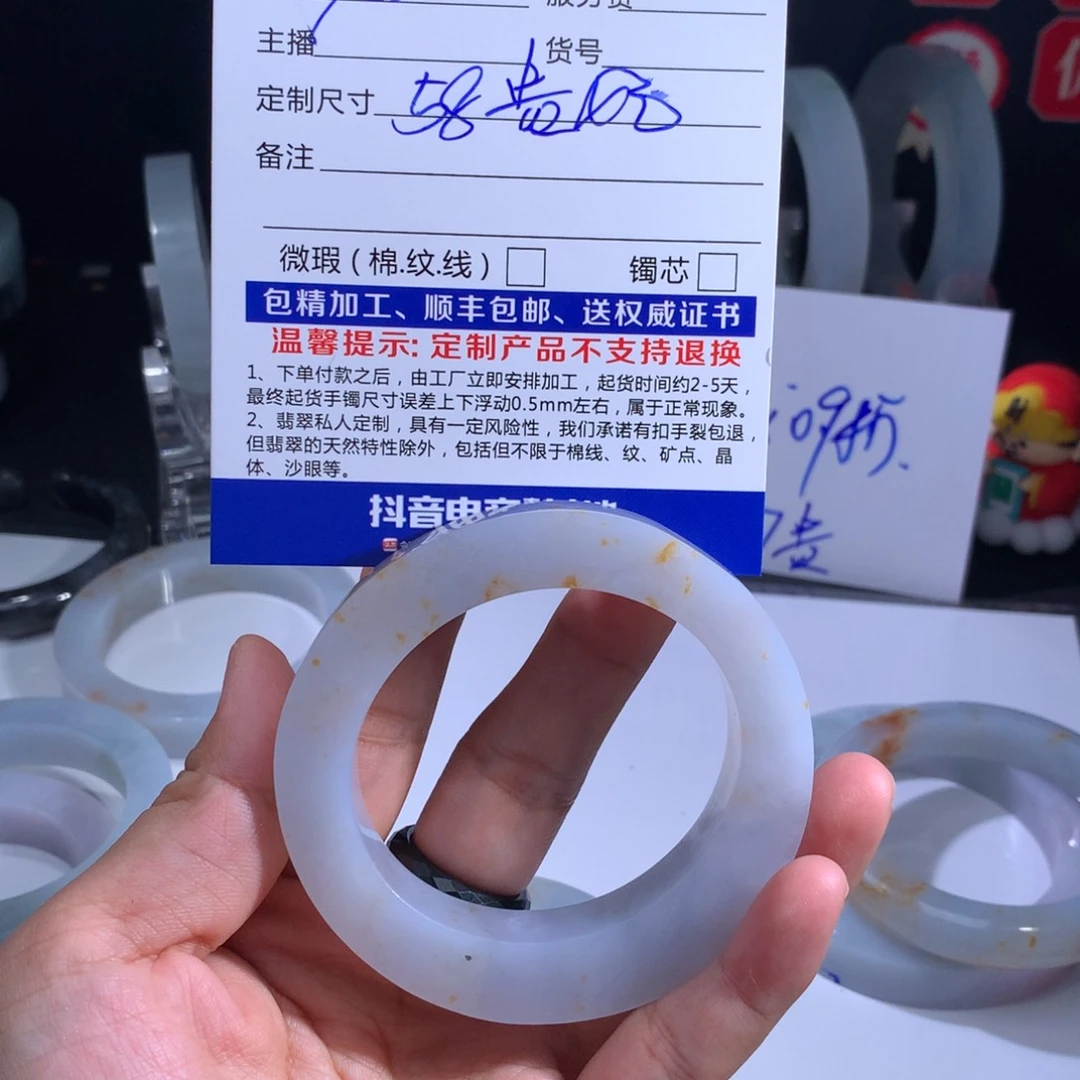 主播 货号
定制尺寸 58贵妃
备注
微瑕(棉.纹.线) 镯芯
包精加工、顺丰包邮、送权威证书
温馨提示: 定制产品不支持退换
1、下单付款之后，由工厂立即安排加工，起货时间约2-5天，
最终起货手镯尺寸误差上下浮动0.5mm左右，属于正常现象。
2、翡翠私人定制，具有一定风险性，我们承诺有扣手裂包退，
但翡翠的天然特性除外，包括但不限于棉线、纹、矿点、晶
体、沙眼等。
抖音电商